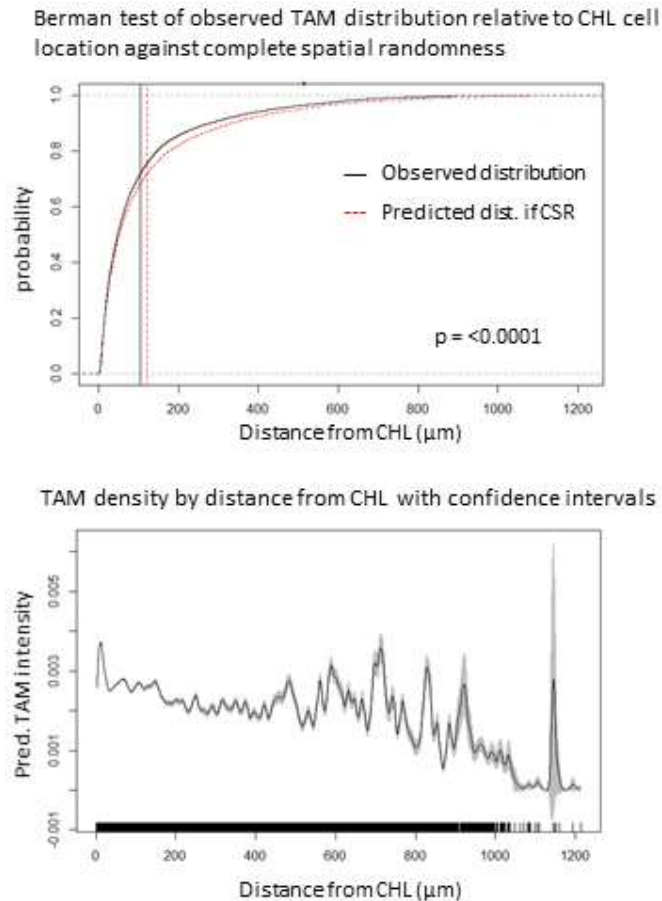 Berman test of observed TAM distribution relative to CHL cell
location against complete spatial randomness
probability
0.0 0.2 0.4 0.6 0.8 1.0
Observed distribution
Predicted dist. if CSR
p = <0.0001
0 200 400 600 800 1000 1200
Distance from CHL (µm)
TAM density by distance from CHL with confidence intervals
Pred. TAM intensity
-0.001 0.001 0.003 0.005
0 200 400 600 800 1000 1200
Distance from CHL (µm)